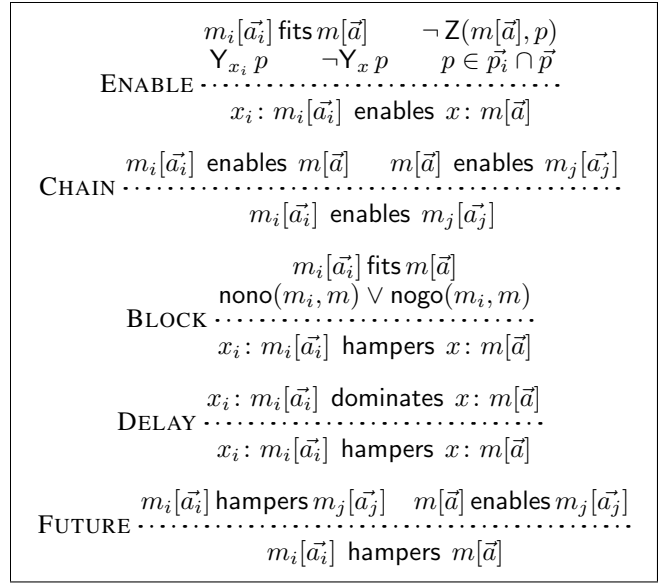 m_i[a⃗_i] fits m[a⃗] ¬ Z(m[a⃗], p)
Y_{x_i} p ¬Y_x p p ∈ p⃗_i ∩ p⃗
ENABLE
x_i : m_i[a⃗_i] enables x : m[a⃗]
m_i[a⃗_i] enables m[a⃗] m[a⃗] enables m_j[a⃗_j]
CHAIN
m_i[a⃗_i] enables m_j[a⃗_j]
m_i[a⃗_i] fits m[a⃗]
nono(m_i, m) ∨ nogo(m_i, m)
BLOCK
x_i : m_i[a⃗_i] hampers x : m[a⃗]
x_i : m_i[a⃗_i] dominates x : m[a⃗]
DELAY
x_i : m_i[a⃗_i] hampers x : m[a⃗]
m_i[a⃗_i] hampers m_j[a⃗_j] m[a⃗] enables m_j[a⃗_j]
FUTURE
m_i[a⃗_i] hampers m[a⃗]